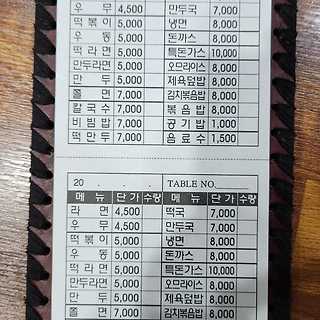 우 무 4,500 만두국 7,000
떡 볶 이 5,000 냉면 8,000
우 동 5,000 돈까스 8,000
떡 라 면 5,000 특돈가스 10,000
만두라면 5,000 오므라이스 8,000
만 두 5,000 제육덮밥 8,000
쫄 면 7,000 김치볶음밥 8,000
칼 국 수 7,000 볶 음 밥 8,000
비 빔 밥 7,000 공 기 밥 1,000
떡 만 두 7,000 음 료 수 1,500
20 . . . TABLE NO.
메 뉴 단 가 수량 메 뉴 단 가 수량
라 면 4,500 떡국 7,000
우 무 4,500 만두국 7,000
떡 볶 이 5,000 냉면 8,000
우 동 5,000 돈까스 8,000
떡 라 면 5,000 특돈까스 10,000
만두라면 5,000 오므라이스 8,000
만 두 5,000 제육덮밥 8,000
쫄 면 7,000 김치볶음밥 8,000